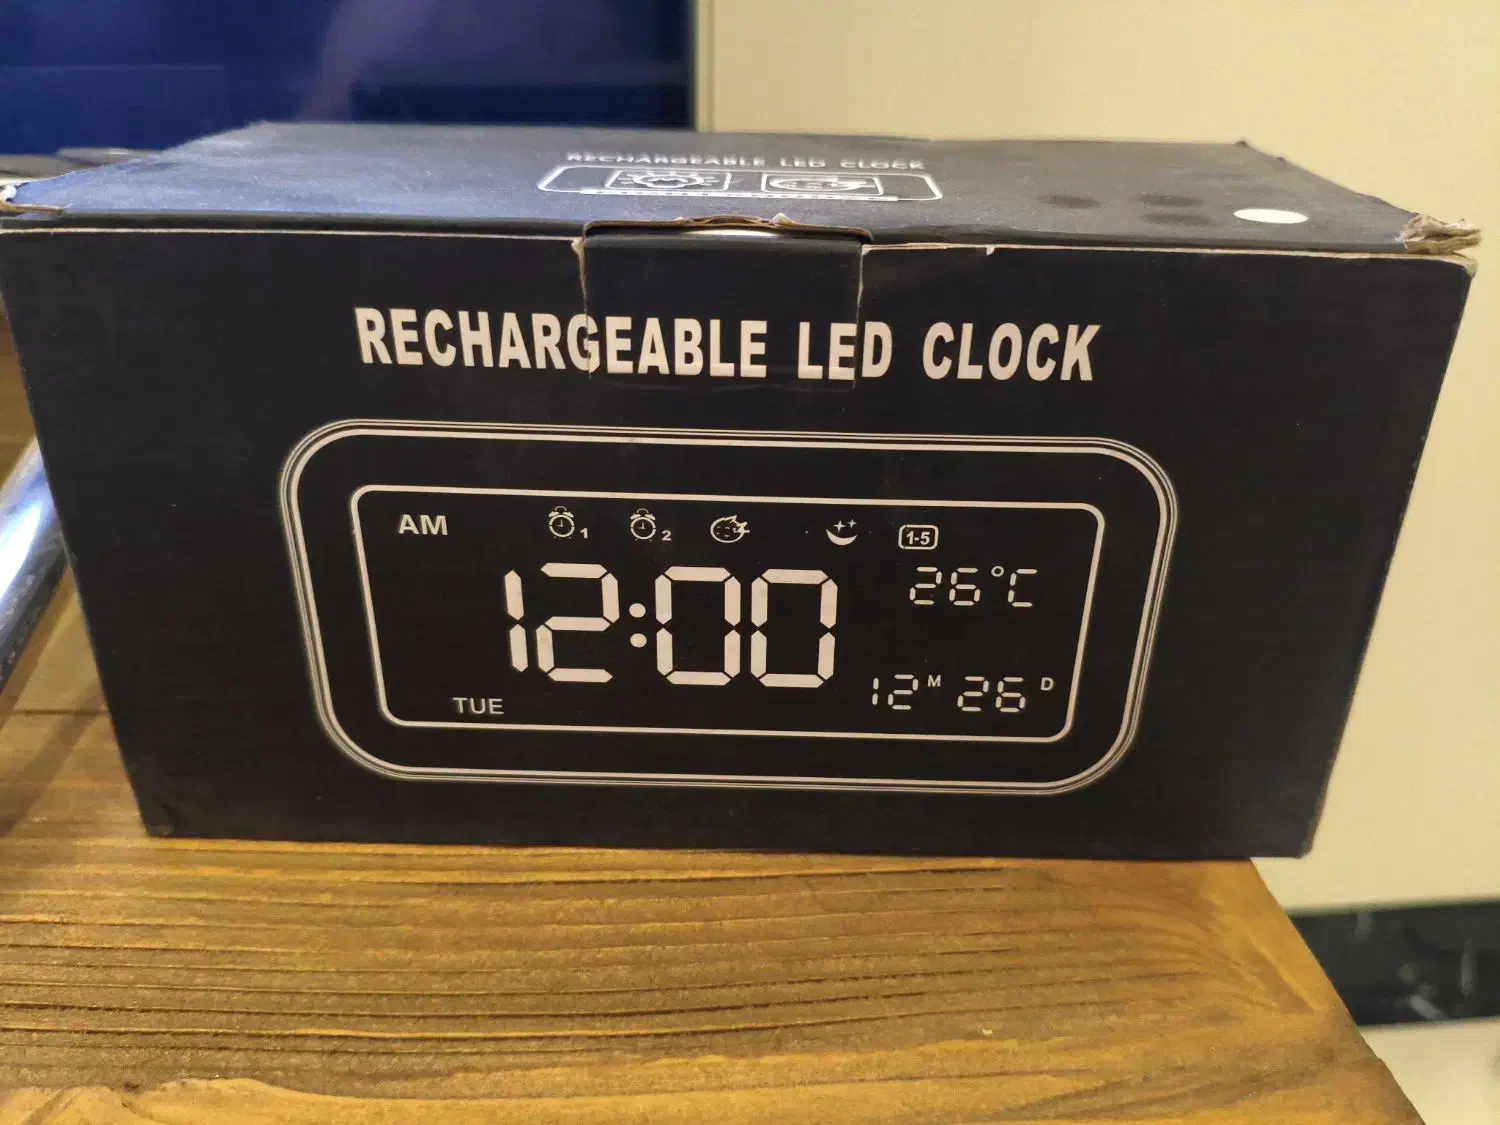 RECHARGEABLE LED CLOCK
RECHARGEABLE LED CLOCK
AM 1 2 1-5
12:00 26°C
TUE 12 M 26 D